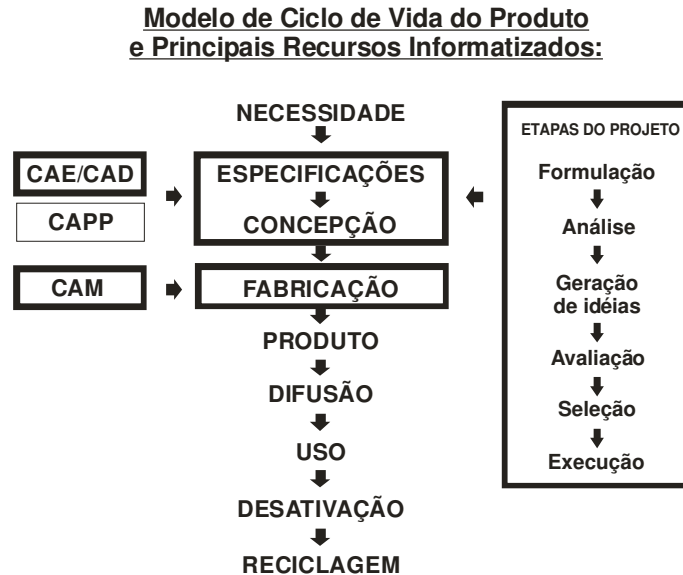 Modelo de Ciclo de Vida do Produto
e Principais Recursos Informatizados:
NECESSIDADE
CAE/CAD
CAPP
ESPECIFICAÇÕES
CONCEPÇÃO
CAM
FABRICAÇÃO
PRODUTO
DIFUSÃO
USO
DESATIVAÇÃO
RECICLAGEM
ETAPAS DO PROJETO
Formulação
Análise
Geração
de idéias
Avaliação
Seleção
Execução